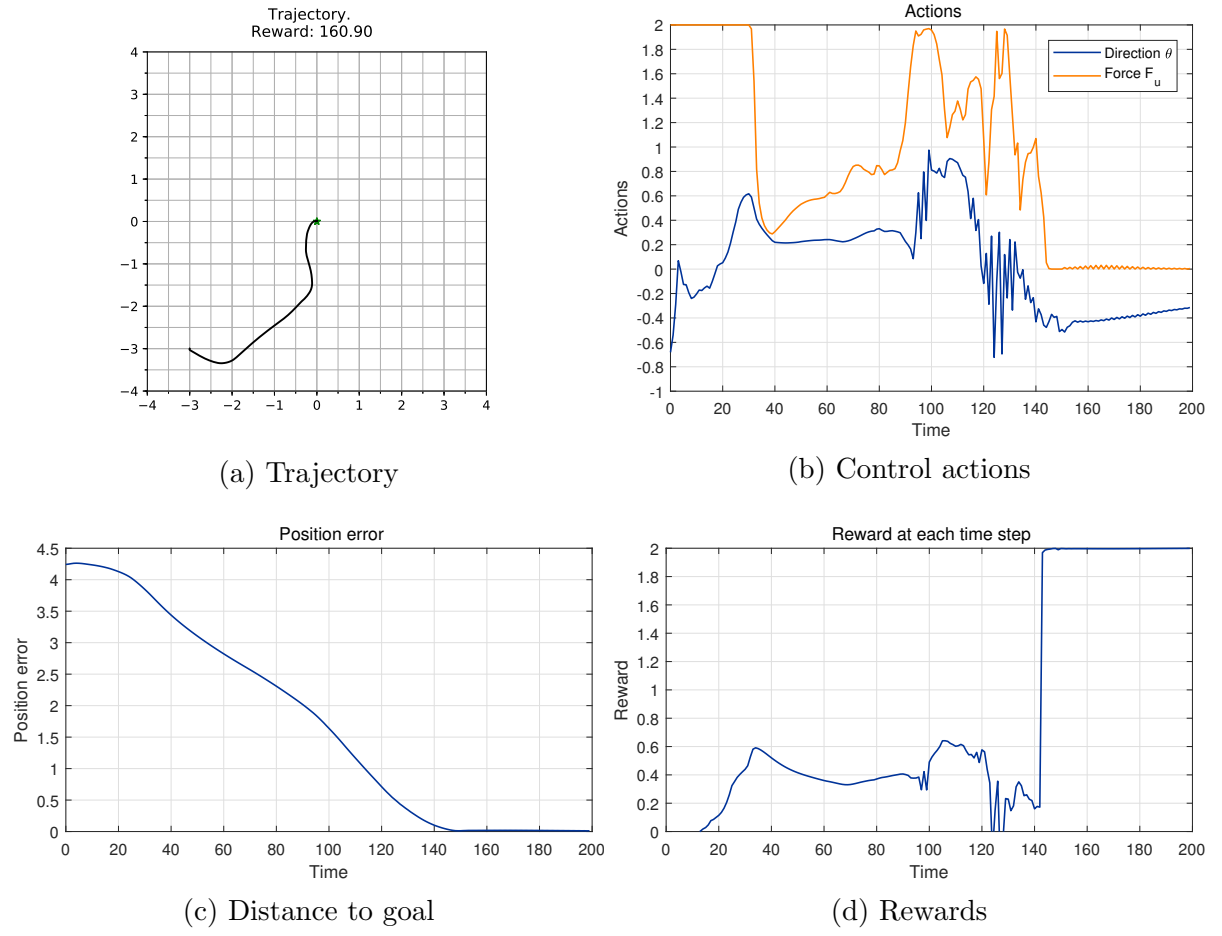 Trajectory.
Reward: 160.90
4
3
2
1
0
−1
−2
−3
−4
−4 −3 −2 −1 0 1 2 3 4
(a) Trajectory
Actions
Actions
2
1.8
1.6
1.4
1.2
1
0.8
0.6
0.4
0.2
0
-0.2
-0.4
-0.6
-0.8
-1
0 20 40 60 80 100 120 140 160 180 200
Time
Direction θ
Force F_u
(b) Control actions
Position error
Position error
4.5
4
3.5
3
2.5
2
1.5
1
0.5
0
0 20 40 60 80 100 120 140 160 180 200
Time
(c) Distance to goal
Reward at each time step
Reward
2
1.8
1.6
1.4
1.2
1
0.8
0.6
0.4
0.2
0
0 20 40 60 80 100 120 140 160 180 200
Time
(d) Rewards